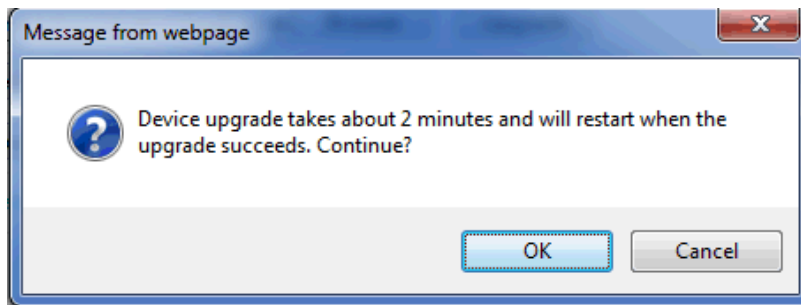 Message from webpage
Device upgrade takes about 2 minutes and will restart when the
upgrade succeeds. Continue?
OK
Cancel